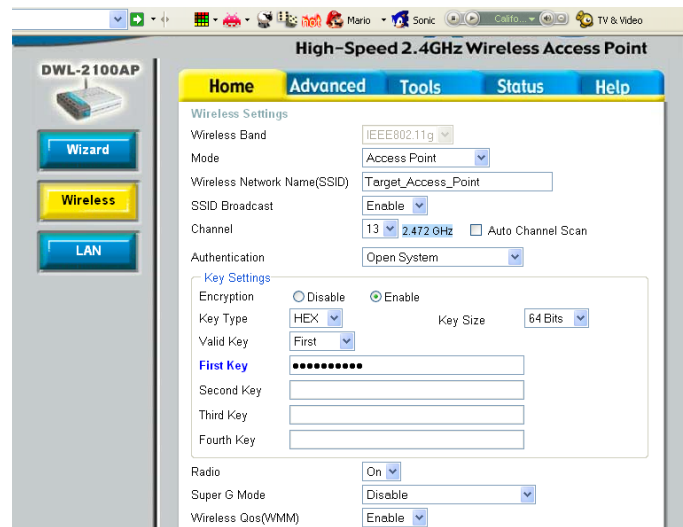 hot Mario Sonic Califo... TV & Video
High-Speed 2.4GHz Wireless Access Point
DWL-2100AP
Home Advanced Tools Status Help
Wizard
Wireless
LAN
Wireless Settings
Wireless Band IEEE802.11g
Mode Access Point
Wireless Network Name(SSID) Target_Access_Point
SSID Broadcast Enable
Channel 13 2.472 GHz Auto Channel Scan
Authentication Open System
Key Settings
Encryption Disable Enable
Key Type HEX Key Size 64 Bits
Valid Key First
First Key ●●●●●●●●●●
Second Key
Third Key
Fourth Key
Radio On
Super G Mode Disable
Wireless Qos(WMM) Enable